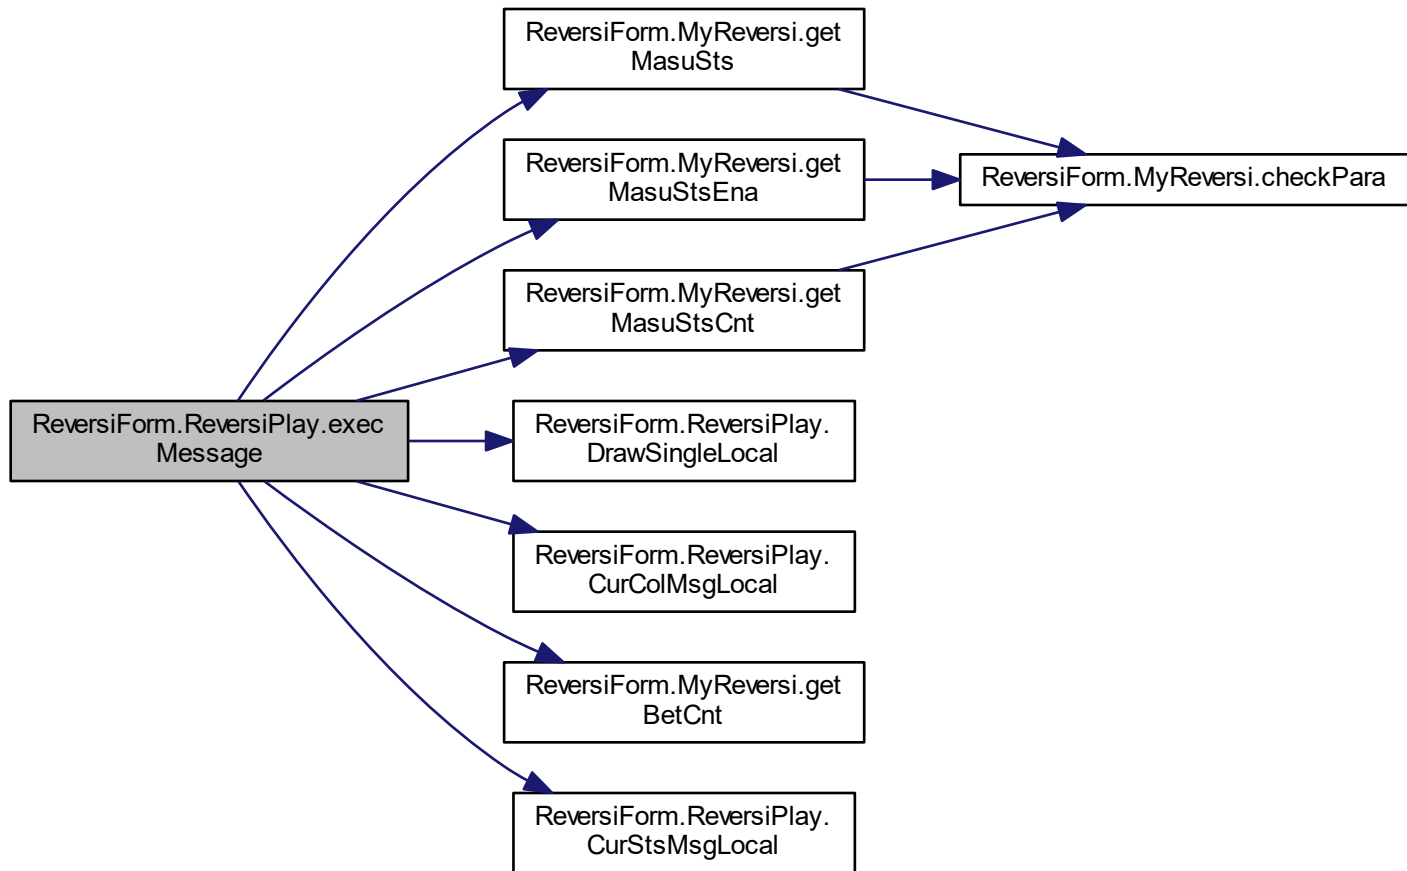 ReversiForm.MyReversi.get
MasuSts
ReversiForm.MyReversi.get
MasuStsEna
ReversiForm.MyReversi.checkPara
ReversiForm.MyReversi.get
MasuStsCnt
ReversiForm.ReversiPlay.exec
Message
ReversiForm.ReversiPlay.
DrawSingleLocal
ReversiForm.ReversiPlay.
CurColMsgLocal
ReversiForm.MyReversi.get
BetCnt
ReversiForm.ReversiPlay.
CurStsMsgLocal